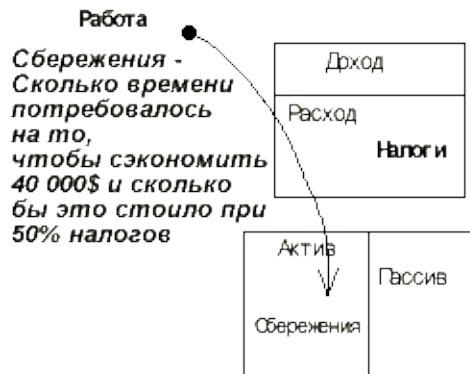 Работа
Сбережения -
Сколько времени
потребовалось
на то,
чтобы сэкономить
40 000$ и сколько
бы это стоило при
50% налогов
Доход
Расход
Налоги
Актив
Пассив
Сбережения